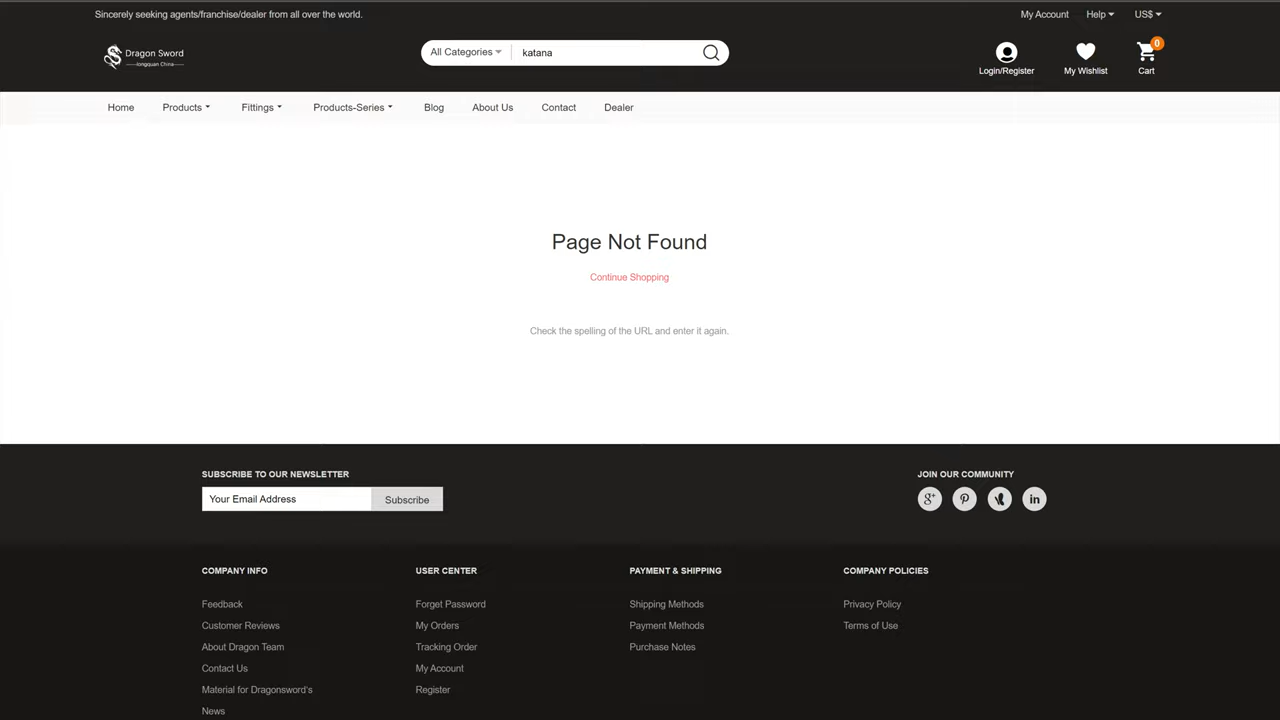 Sincerely seeking agents/franchise/dealer from all over the world.
My Account Help US$
Dragon Sword
longquan China
All Categories katana
Login/Register My Wishlist 0 Cart
Home Products Fittings Products-Series Blog About Us Contact Dealer
Page Not Found
Continue Shopping
Check the spelling of the URL and enter it again.
SUBSCRIBE TO OUR NEWSLETTER
Your Email Address Subscribe
JOIN OUR COMMUNITY
g+ in
COMPANY INFO
Feedback
Customer Reviews
About Dragon Team
Contact Us
Material for Dragonsword's
News
USER CENTER
Forget Password
My Orders
Tracking Order
My Account
Register
PAYMENT & SHIPPING
Shipping Methods
Payment Methods
Purchase Notes
COMPANY POLICIES
Privacy Policy
Terms of Use